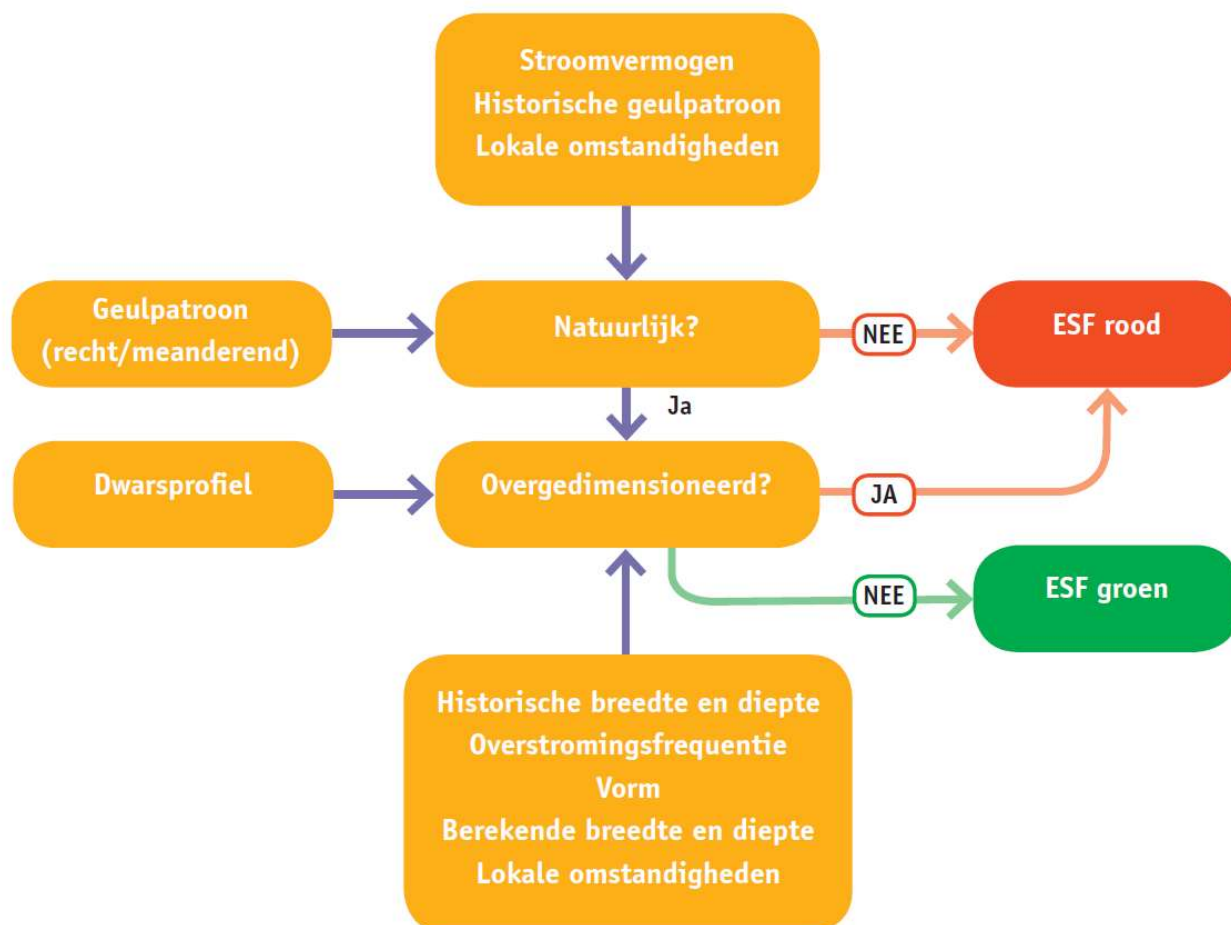 Stroomvermogen
Historische geulpatroon
Lokale omstandigheden
Geulpatroon
(recht/meanderend)
Natuurlijk?
NEE
ESF rood
Ja
Dwarsprofiel
Overgedimensioneerd?
JA
NEE
ESF groen
Historische breedte en diepte
Overstromingsfrequentie
Vorm
Berekende breedte en diepte
Lokale omstandigheden